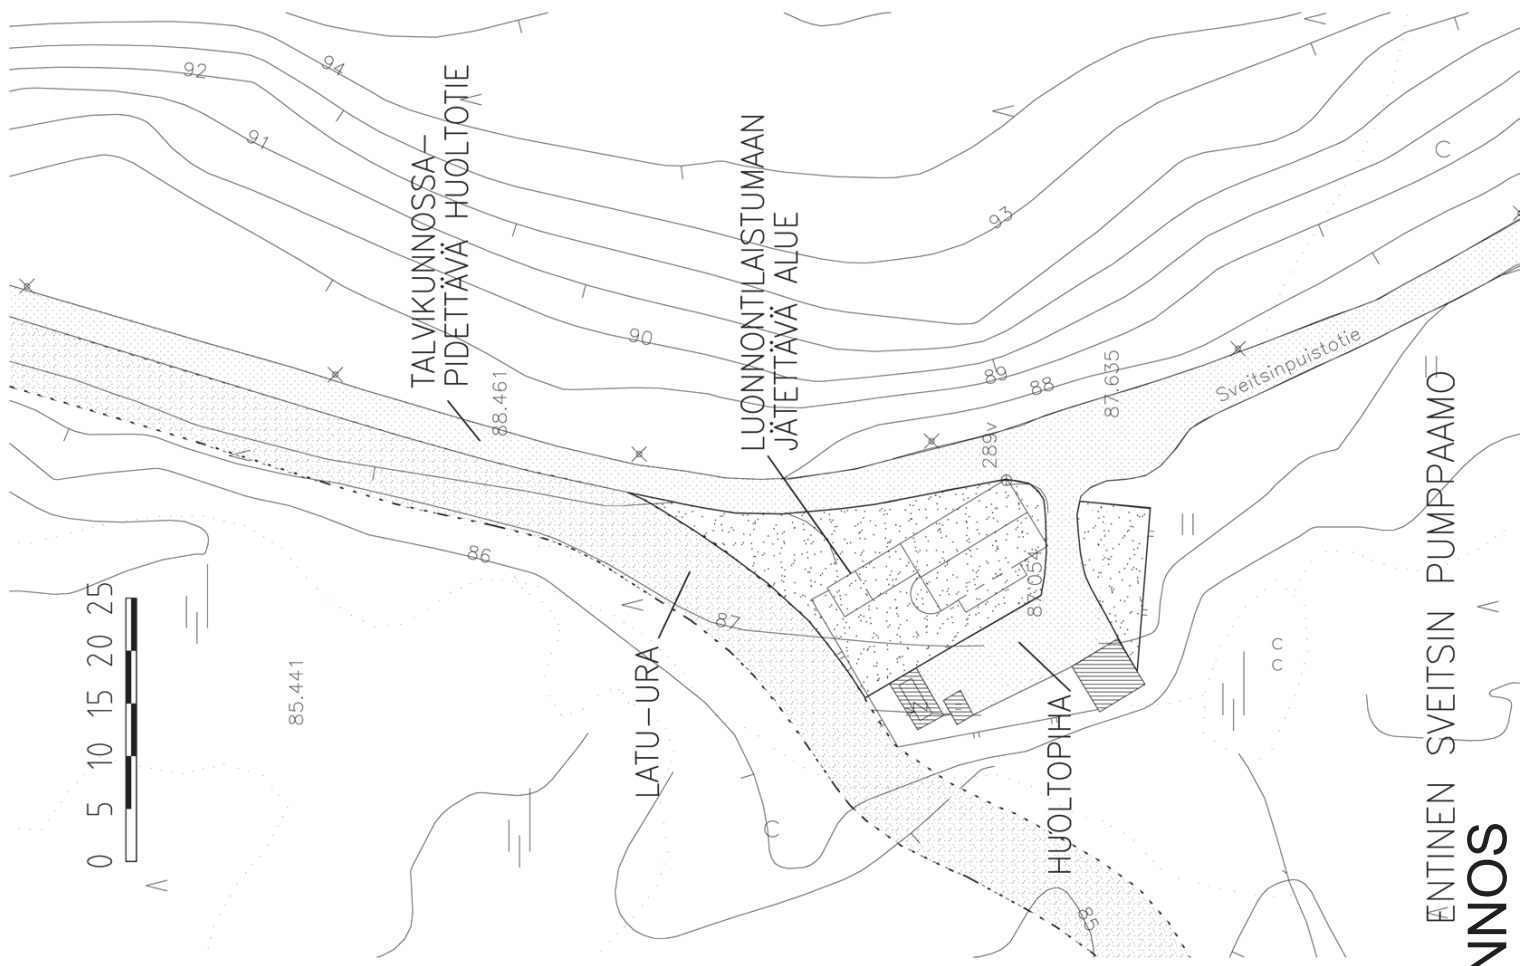 94
92
91
TALVIKUNNOSSA-
PIDETTÄVÄ HUOLTOTIE
LUONNONTILAISTUMAAN
JÄTETTÄVÄ ALUE
93
90
89
88
88.461
87.635
289
Sveitsinpuistotie
86
87
87.054
LATU-URA
HUOLTOPIHA
85.441
85
0 5 10 15 20 25
ENTINEN SVEITSIN PUMPPAAMO
NNOS